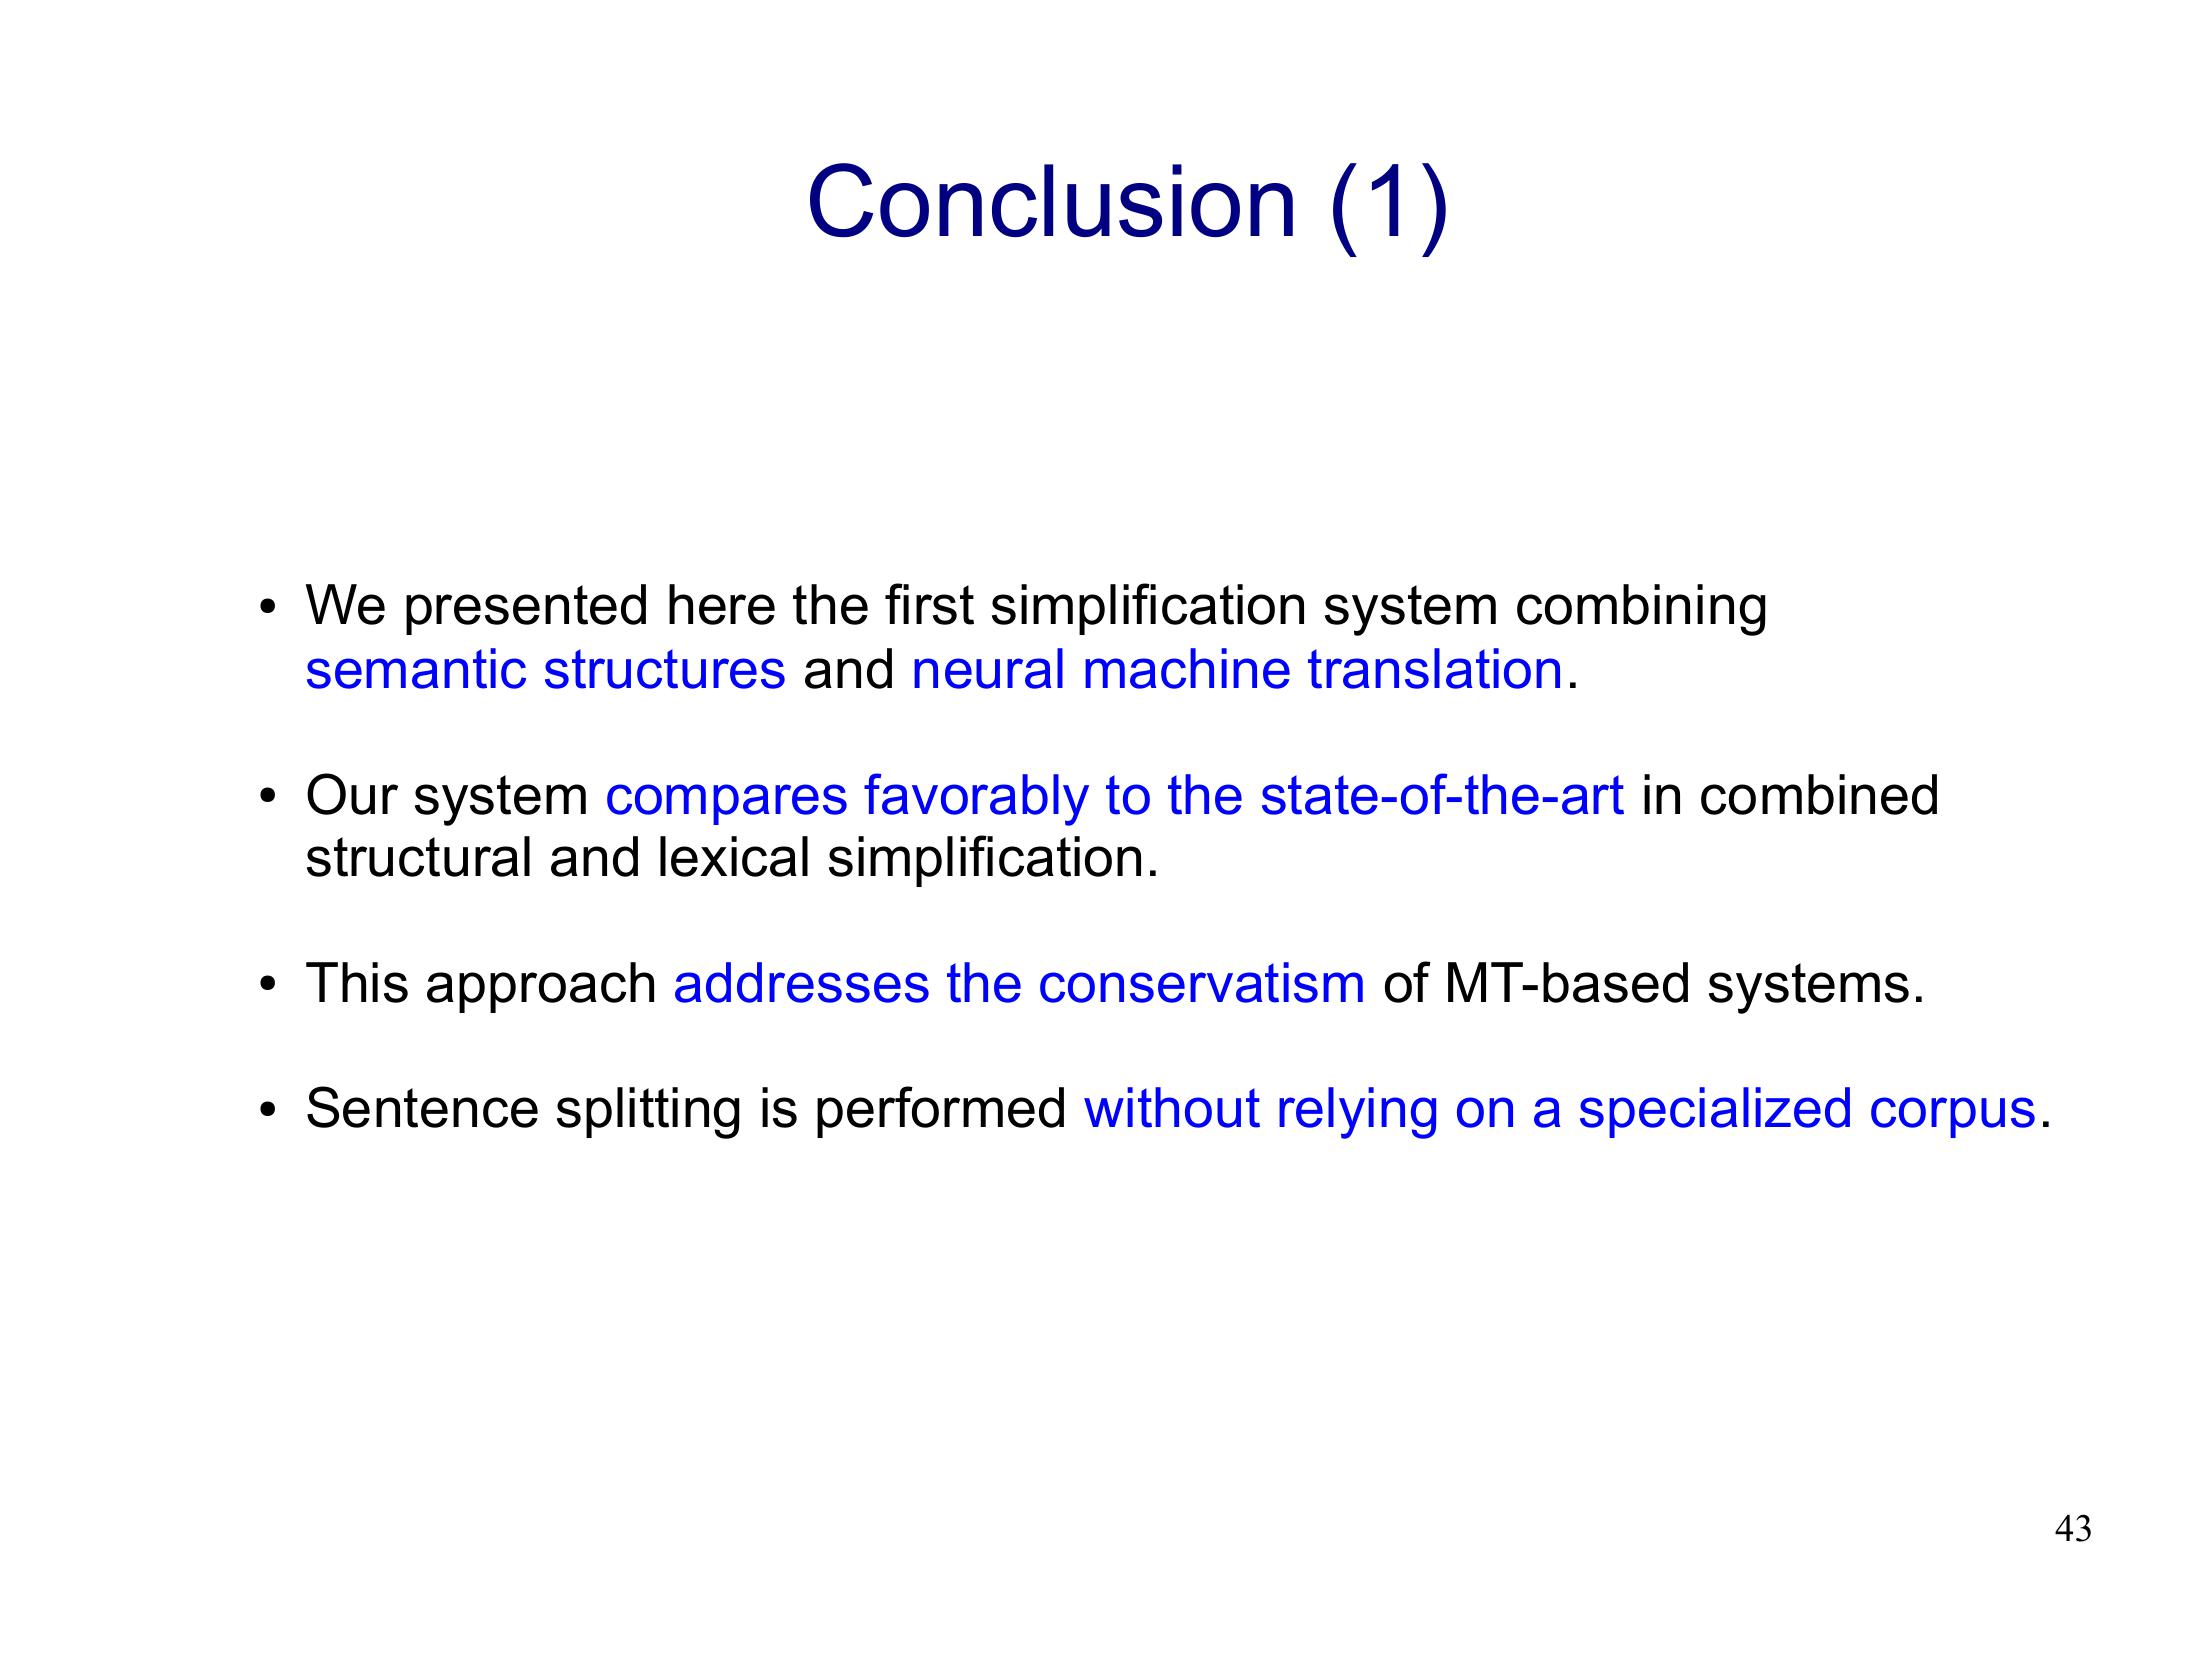 Conclusion (1)
• We presented here the first simplification system combining
semantic structures and neural machine translation.
• Our system compares favorably to the state-of-the-art in combined
structural and lexical simplification.
• This approach addresses the conservatism of MT-based systems.
• Sentence splitting is performed without relying on a specialized corpus.
43